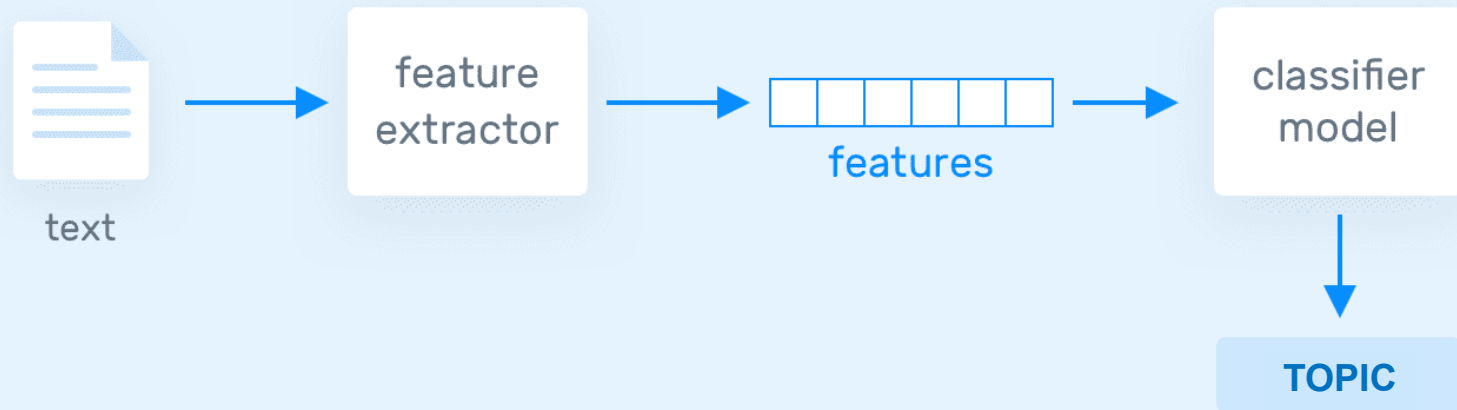 text
feature
extractor
features
classifier
model
TOPIC